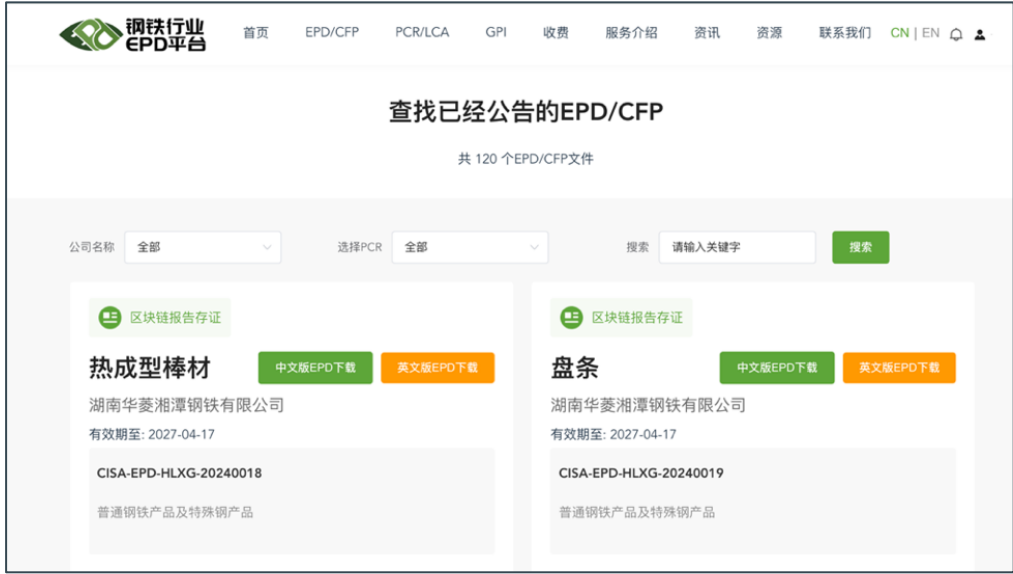 钢铁行业
EPD平台
首页 EPD/CFP PCR/LCA GPI 收费 服务介绍 资讯 资源 联系我们 CN | EN
查找已经公告的EPD/CFP
共 120 个EPD/CFP文件
公司名称 全部 选择PCR 全部 搜索 请输入关键字 搜索
区块链报告存证
热成型棒材 中文版EPD下载 英文版EPD下载
湖南华菱湘潭钢铁有限公司
有效期至: 2027-04-17
CISA-EPD-HLXG-20240018
普通钢铁产品及特殊钢产品
区块链报告存证
盘条 中文版EPD下载 英文版EPD下载
湖南华菱湘潭钢铁有限公司
有效期至: 2027-04-17
CISA-EPD-HLXG-20240019
普通钢铁产品及特殊钢产品